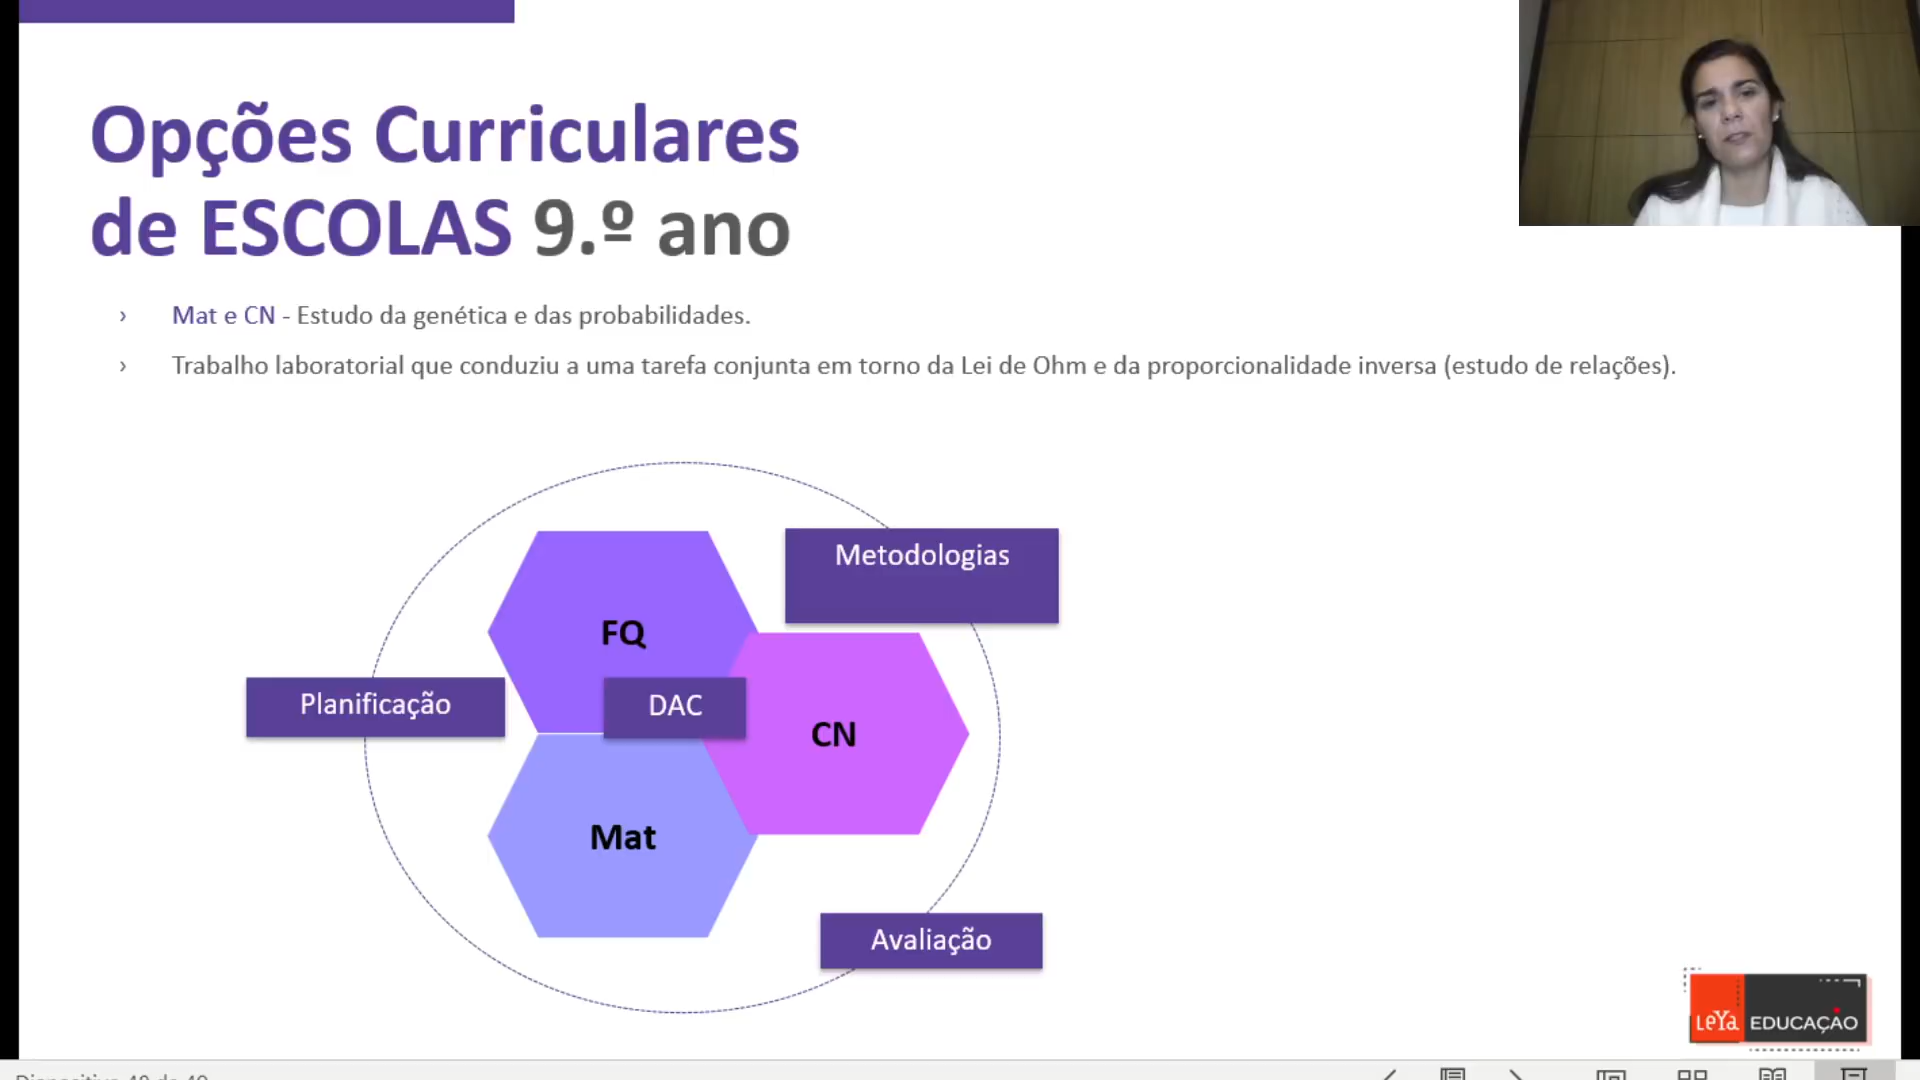 Opções Curriculares
de ESCOLAS 9.º ano
› Mat e CN - Estudo da genética e das probabilidades.
› Trabalho laboratorial que conduziu a uma tarefa conjunta em torno da Lei de Ohm e da proporcionalidade inversa (estudo de relações).
Metodologias
FQ
Planificação
DAC
CN
Mat
Avaliação
LeYa EDUCAÇÃO